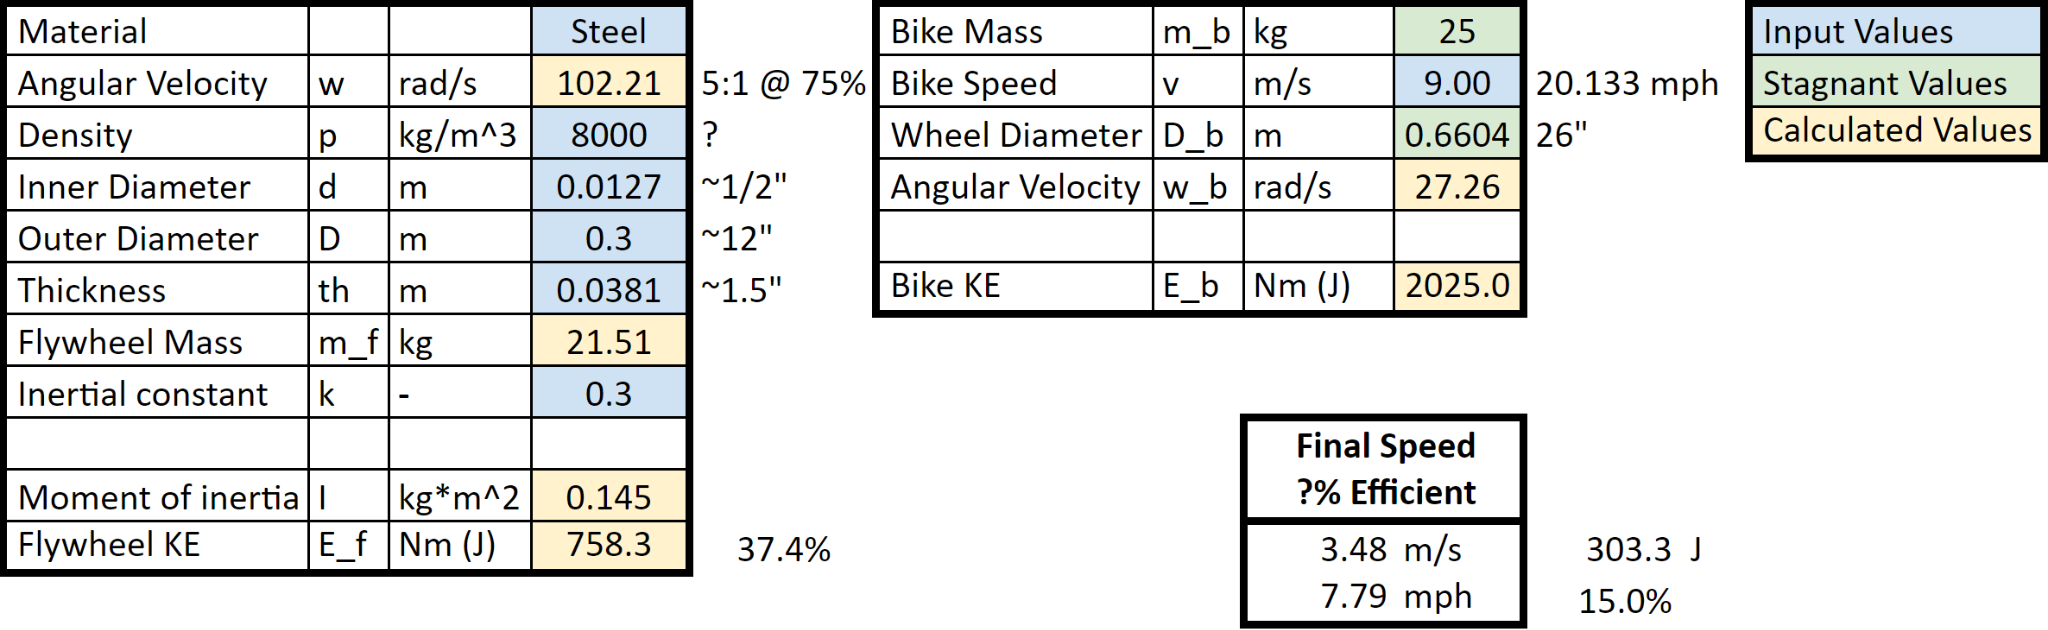 Material Steel
Angular Velocity w rad/s 102.21 5:1 @ 75%
Density p kg/m^3 8000 ?
Inner Diameter d m 0.0127 ~1/2"
Outer Diameter D m 0.3 ~12"
Thickness th m 0.0381 ~1.5"
Flywheel Mass m_f kg 21.51
Inertial constant k - 0.3
Moment of inertia I kg*m^2 0.145
Flywheel KE E_f Nm (J) 758.3 37.4%
Bike Mass m_b kg 25
Bike Speed v m/s 9.00 20.133 mph
Wheel Diameter D_b m 0.6604 26"
Angular Velocity w_b rad/s 27.26
Bike KE E_b Nm (J) 2025.0
Input Values
Stagnant Values
Calculated Values
Final Speed
?% Efficient
3.48 m/s 303.3 J
7.79 mph 15.0%